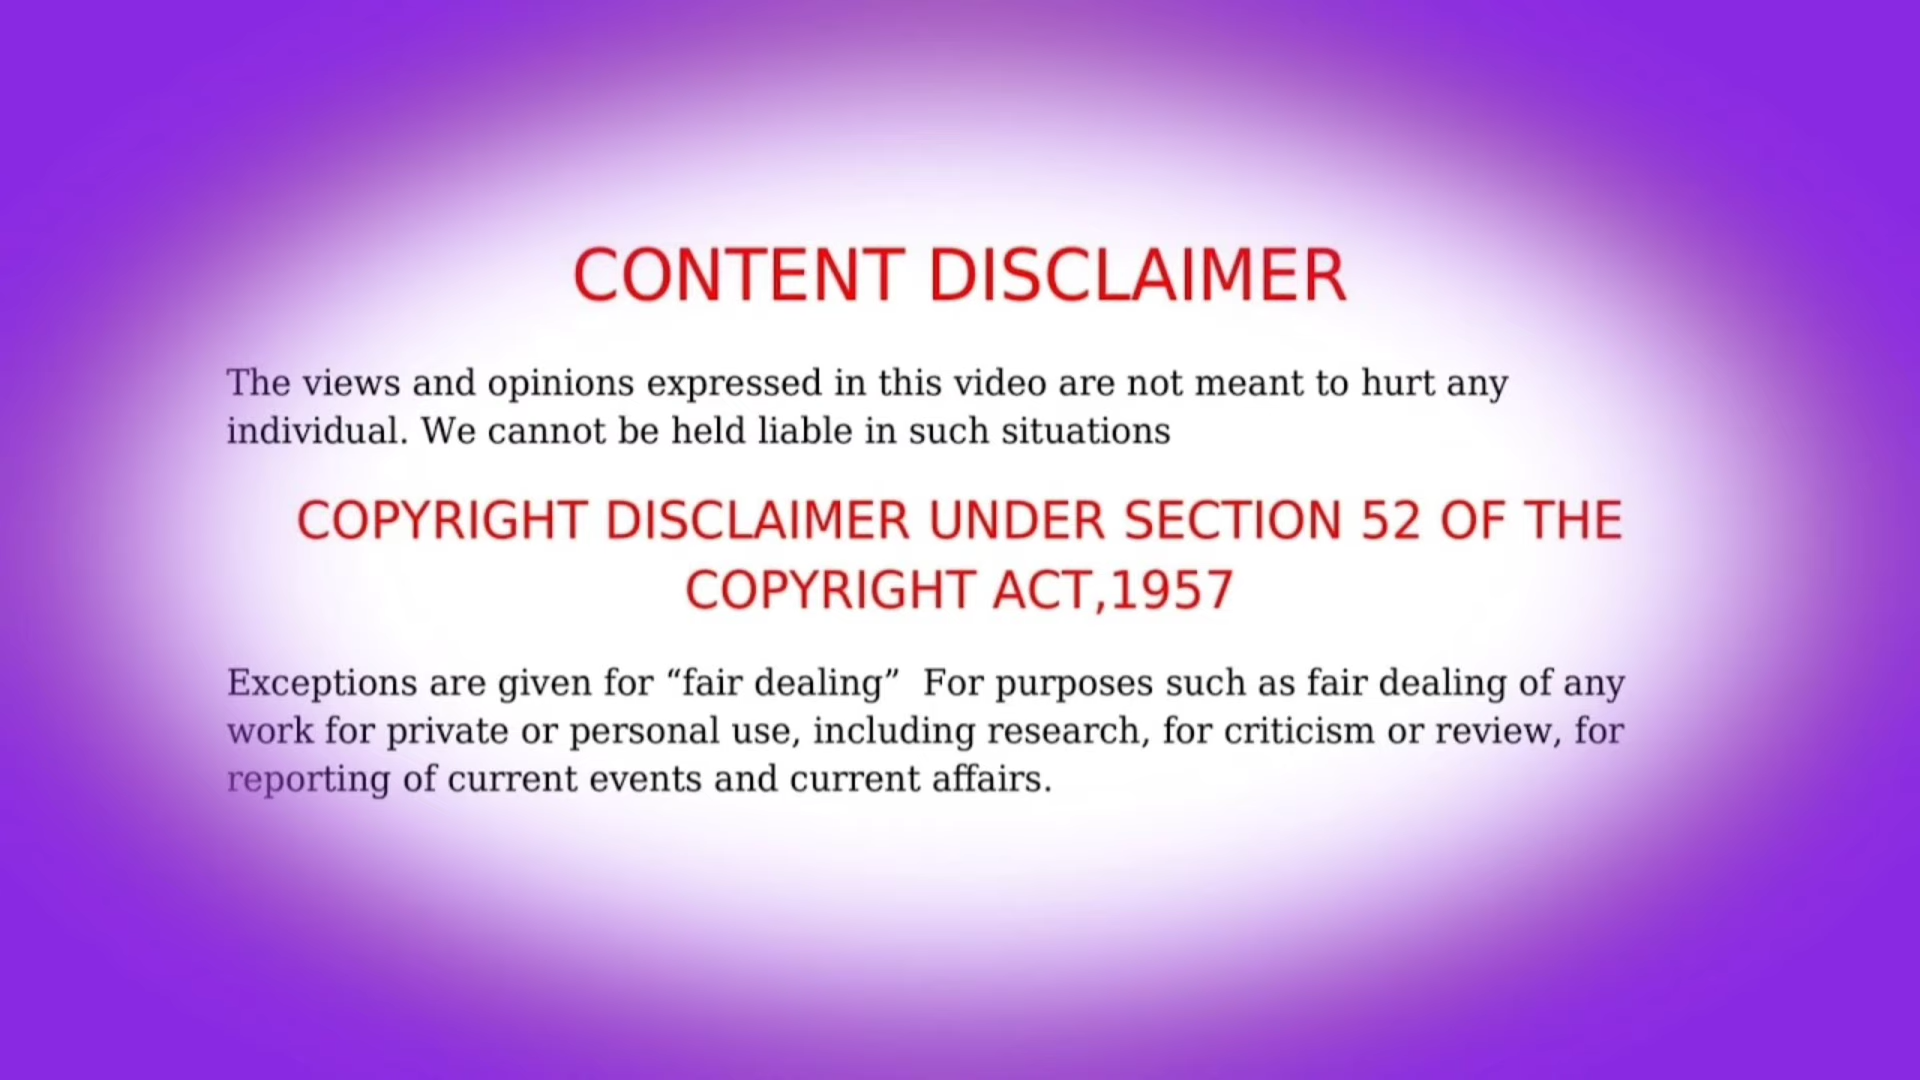 CONTENT DISCLAIMER
The views and opinions expressed in this video are not meant to hurt any
individual. We cannot be held liable in such situations
COPYRIGHT DISCLAIMER UNDER SECTION 52 OF THE
COPYRIGHT ACT,1957
Exceptions are given for “fair dealing”  For purposes such as fair dealing of any
work for private or personal use, including research, for criticism or review, for
reporting of current events and current affairs.